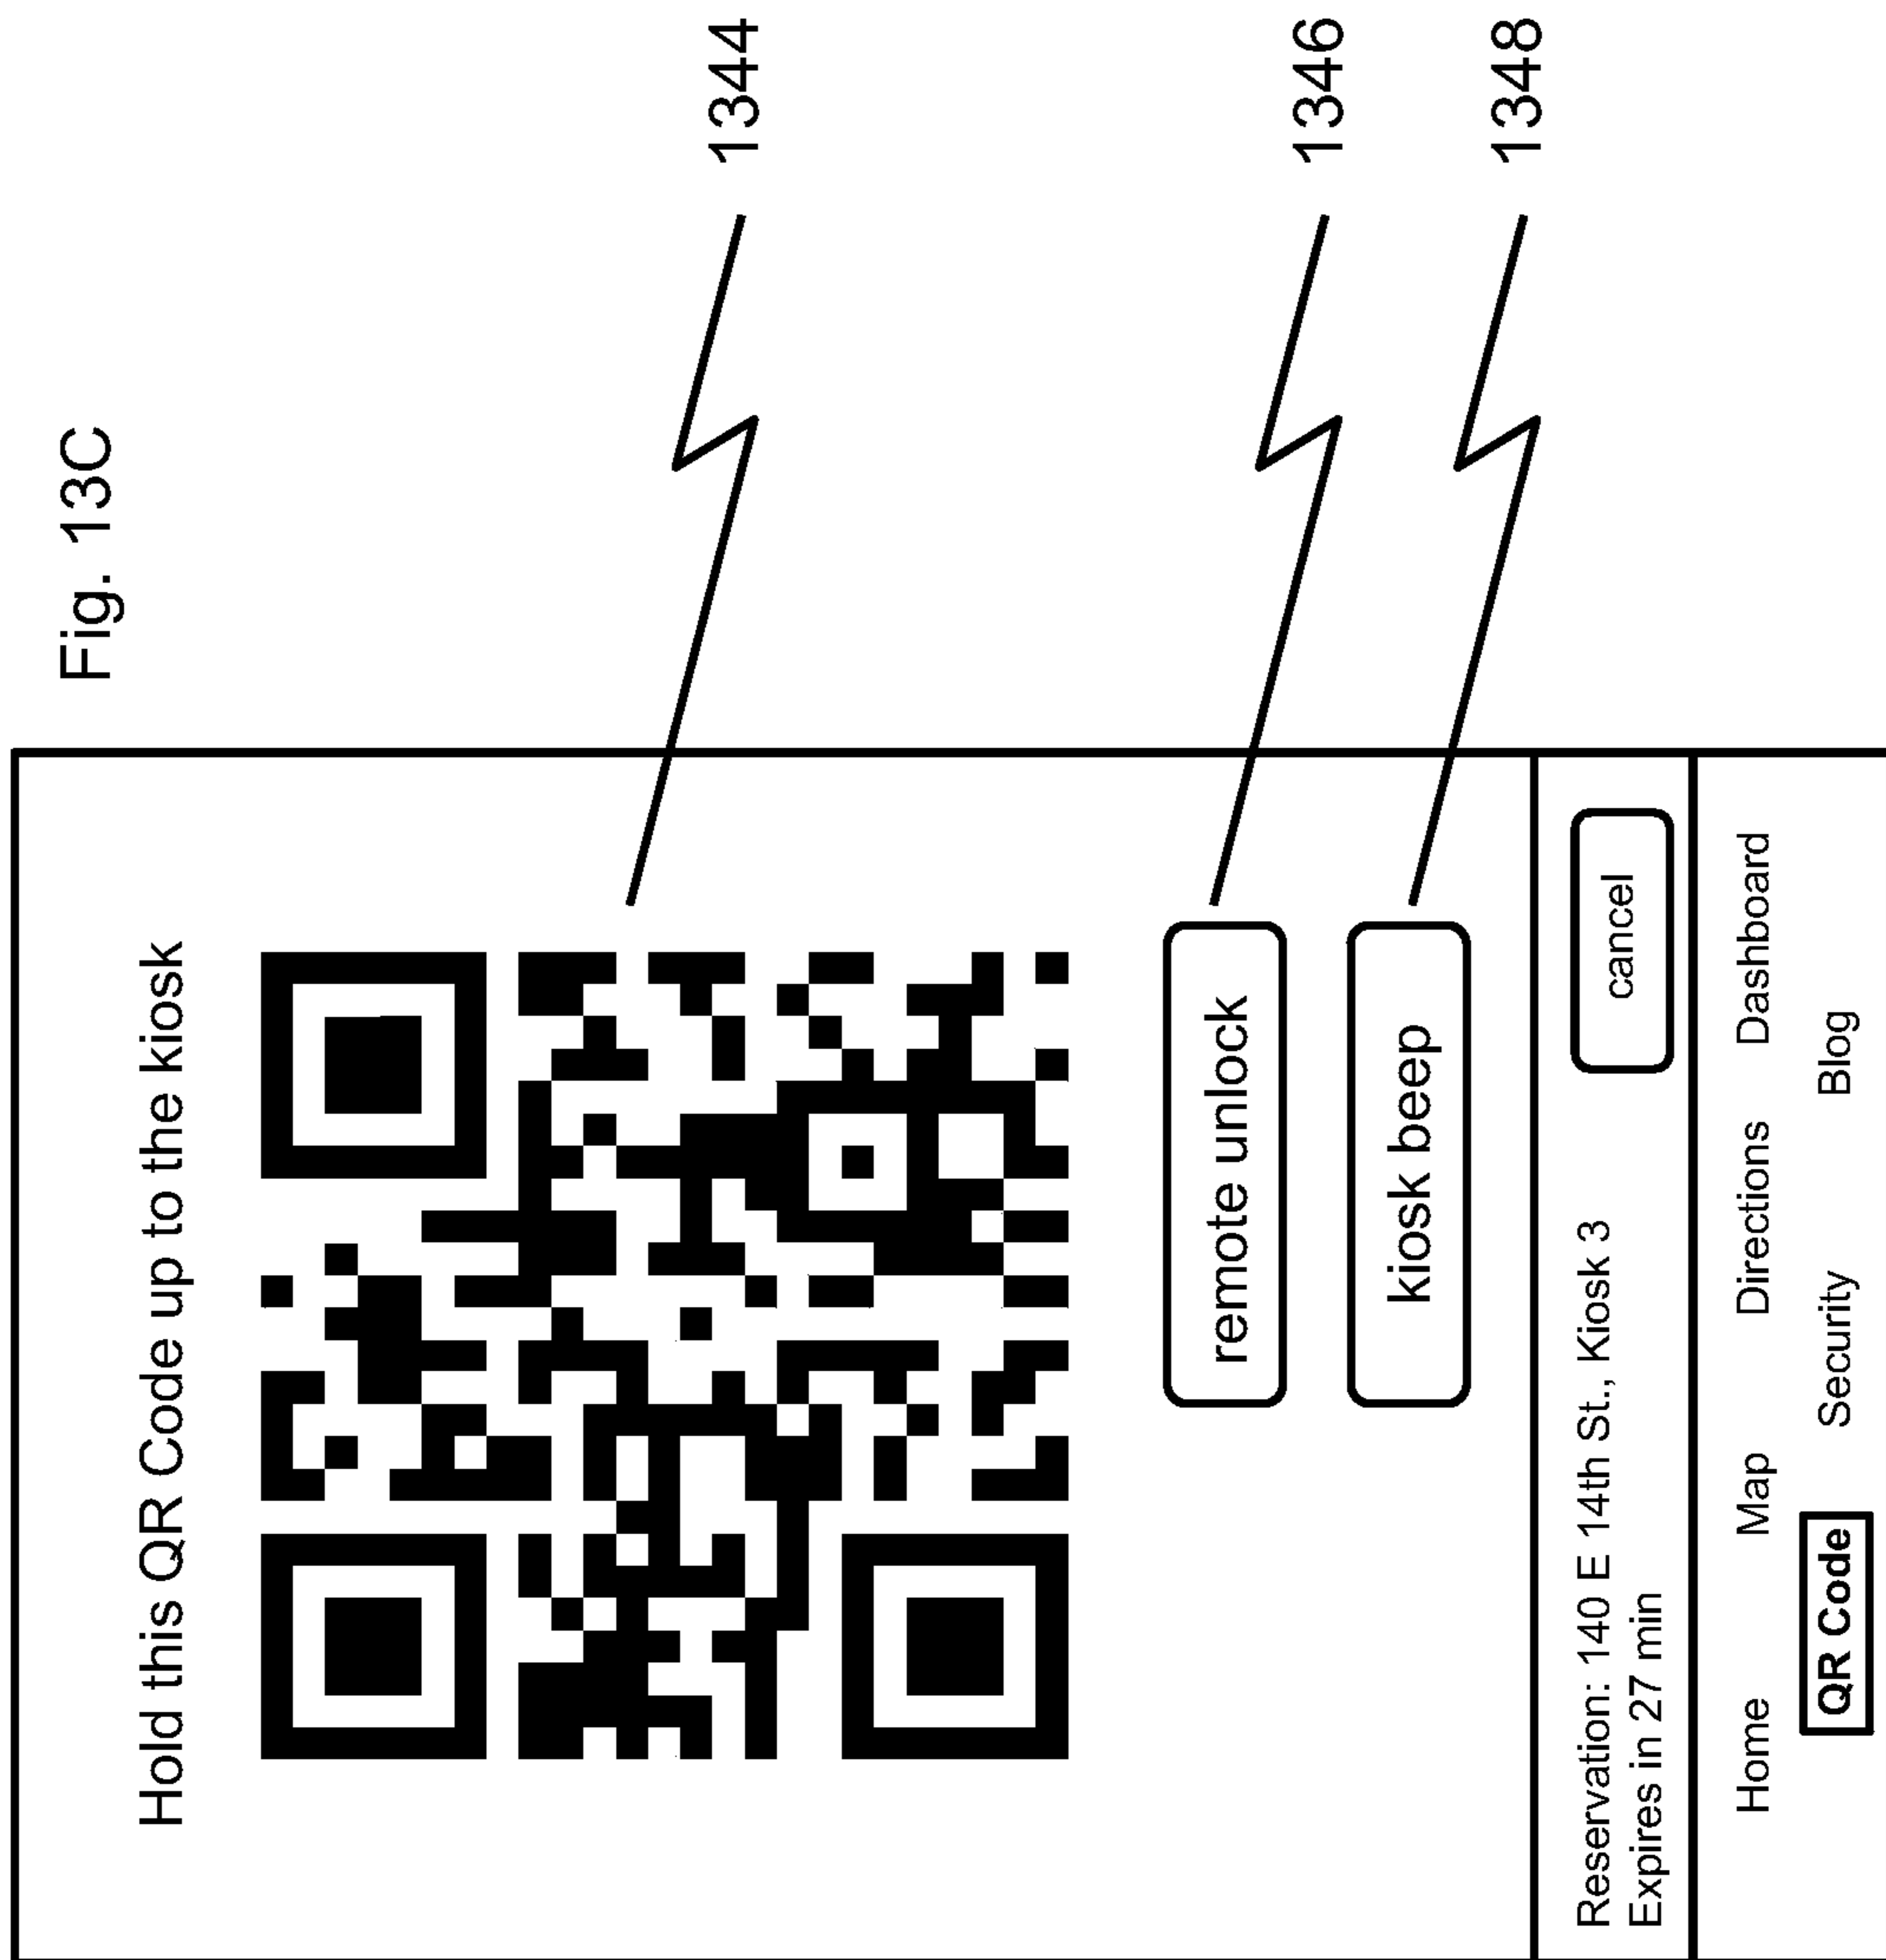 Fig. 13C
Hold this QR Code up to the kiosk
1344
remote unlock
1346
kiosk beep
1348
Reservation: 140 E 14th St., Kiosk 3
Expires in 27 min
cancel
Home Map Directions Dashboard
QR Code Security Blog